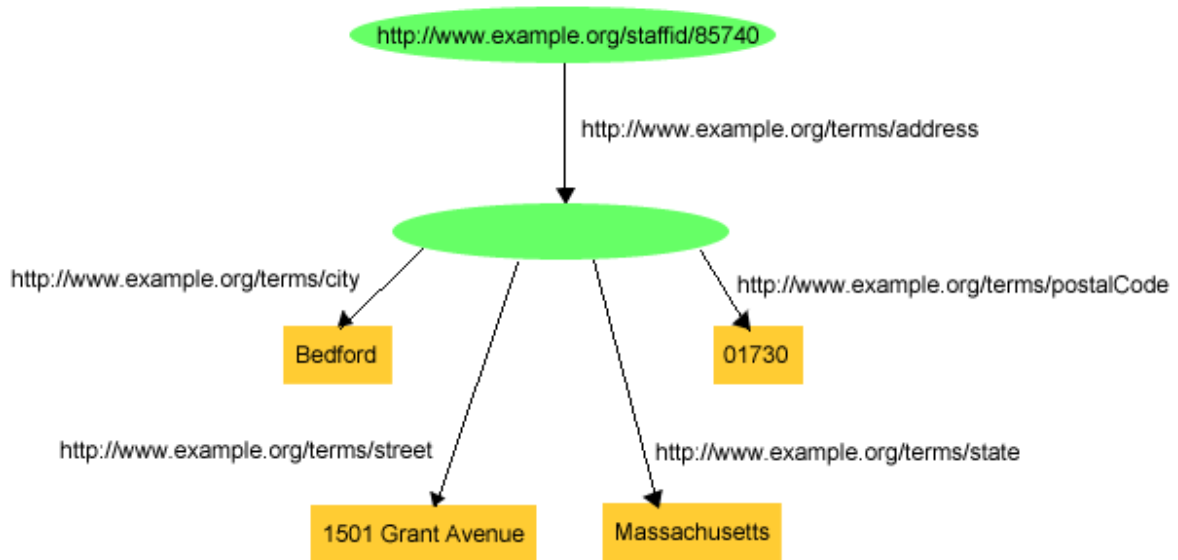 http://www.example.org/staffid/85740
http://www.example.org/terms/address
http://www.example.org/terms/city
http://www.example.org/terms/postalCode
Bedford
01730
http://www.example.org/terms/street
http://www.example.org/terms/state
1501 Grant Avenue
Massachusetts